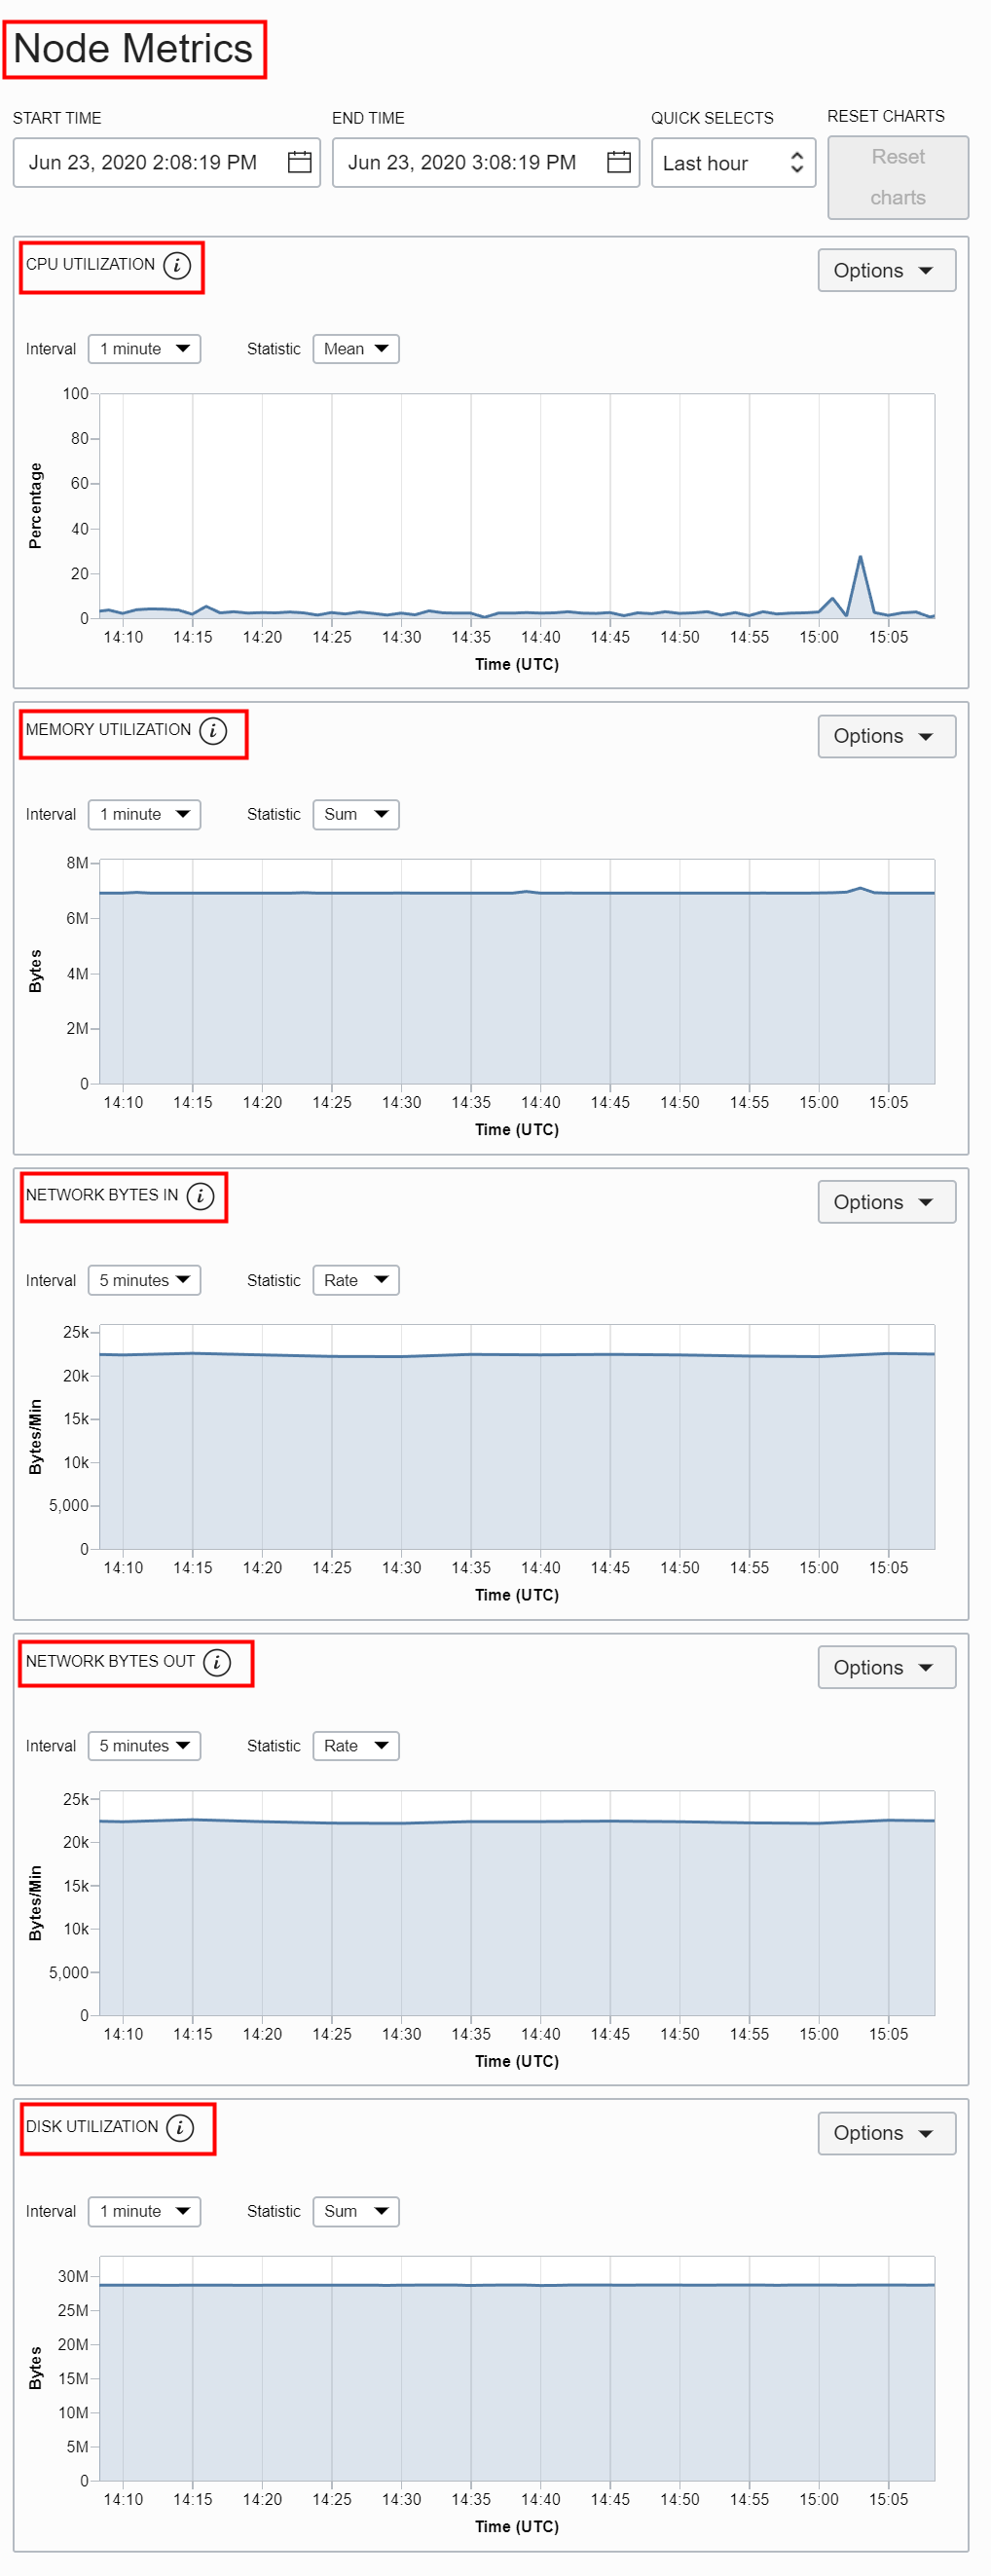 Node Metrics
START TIME END TIME QUICK SELECTS RESET CHARTS
Jun 23, 2020 2:08:19 PM Jun 23, 2020 3:08:19 PM Last hour Reset charts
CPU UTILIZATION i Options
Interval 1 minute Statistic Mean
100
80
60
40
20
0
Percentage
14:10 14:15 14:20 14:25 14:30 14:35 14:40 14:45 14:50 14:55 15:00 15:05
Time (UTC)
MEMORY UTILIZATION i Options
Interval 1 minute Statistic Sum
8M
6M
4M
2M
0
Bytes
14:10 14:15 14:20 14:25 14:30 14:35 14:40 14:45 14:50 14:55 15:00 15:05
Time (UTC)
NETWORK BYTES IN i Options
Interval 5 minutes Statistic Rate
25k
20k
15k
10k
5,000
0
Bytes/Min
14:10 14:15 14:20 14:25 14:30 14:35 14:40 14:45 14:50 14:55 15:00 15:05
Time (UTC)
NETWORK BYTES OUT i Options
Interval 5 minutes Statistic Rate
25k
20k
15k
10k
5,000
0
Bytes/Min
14:10 14:15 14:20 14:25 14:30 14:35 14:40 14:45 14:50 14:55 15:00 15:05
Time (UTC)
DISK UTILIZATION i Options
Interval 1 minute Statistic Sum
30M
25M
20M
15M
10M
5M
0
Bytes
14:10 14:15 14:20 14:25 14:30 14:35 14:40 14:45 14:50 14:55 15:00 15:05
Time (UTC)